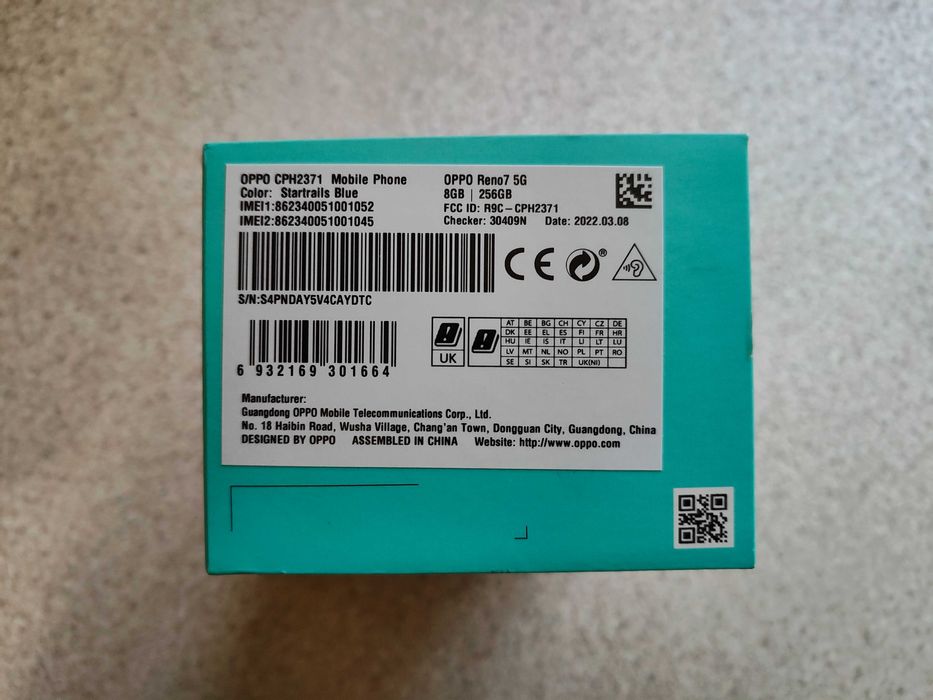 OPPO CPH2371 Mobile Phone
Color: Startrails Blue
IMEI1:862340051001052
IMEI2:862340051001045
OPPO Reno7 5G
8GB | 256GB
FCC ID: R9C-CPH2371
Checker: 30409N Date: 2022.03.08
S/N:S4PNDAY5V4CAYDTC
CE
®
6 932169 301664
UK
AT BE BG CH CY CZ DE
DK EE EL ES FI FR HR
HU IE IS IT LI LT LU
LV MT NL NO PL PT RO
SE SI SK TR UK(NI)
Manufacturer:
Guangdong OPPO Mobile Telecommunications Corp., Ltd.
No. 18 Haibin Road, Wusha Village, Chang'an Town, Dongguan City, Guangdong, China
DESIGNED BY OPPO ASSEMBLED IN CHINA Website: http://www.oppo.com